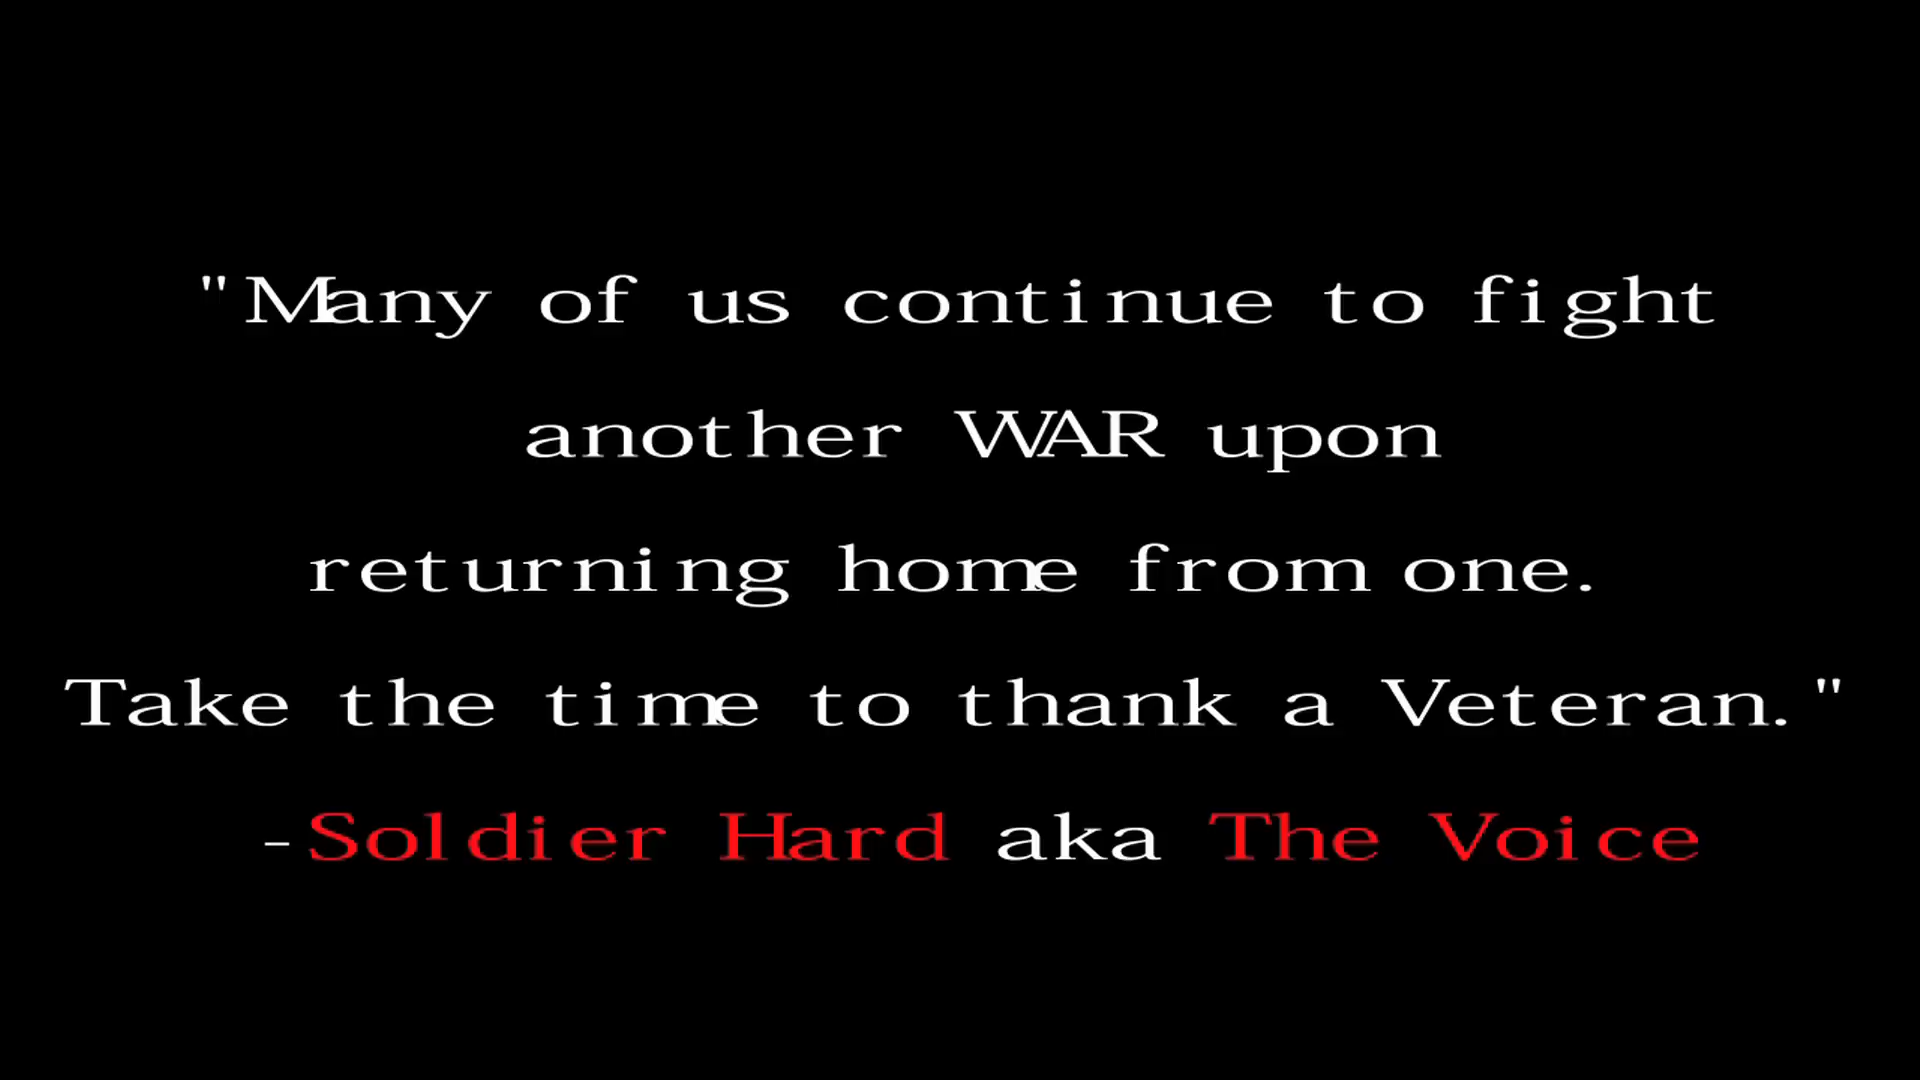 "Many of us continue to fight
another WAR upon
returning home from one.
Take the time to thank a Veteran."
-Soldier Hard aka The Voice